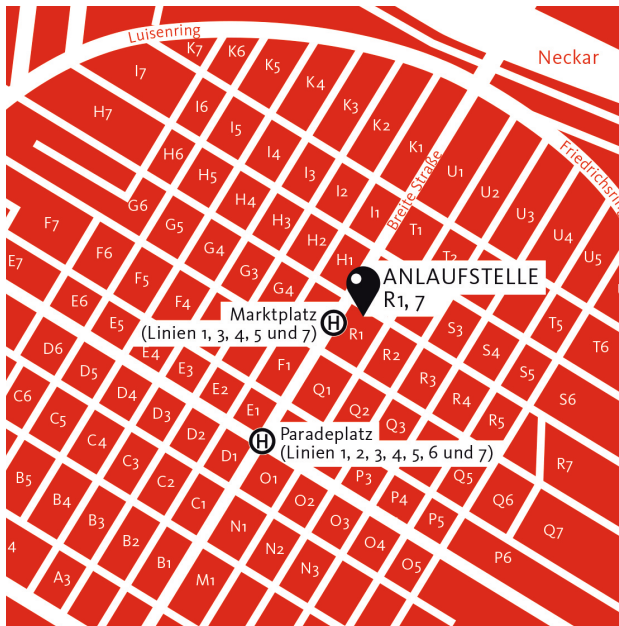 Luisenring
Neckar
Friedrichsrin
Breite Straße
K7
K6
K5
K4
K3
K2
K1
I7
I6
I5
I4
I3
I2
I1
H7
H6
H5
H4
H3
H2
H1
U1
U2
U3
U4
U5
T1
T2
T5
T6
G6
G5
G4
G3
G4
ANLAUFSTELLE
R1, 7
H
Marktplatz
(Linien 1, 3, 4, 5 und 7)
F7
F6
F5
F4
F1
E7
E6
E5
E4
E3
E2
E1
S3
S4
S5
S6
R1
R2
R3
R4
R5
R7
Q1
Q2
Q3
Q5
Q6
Q7
H
Paradeplatz
(Linien 1, 2, 3, 4, 5, 6 und 7)
D6
D5
D4
D3
D2
D1
C6
C5
C4
C3
C2
C1
O1
O2
O3
O4
O5
P3
P4
P5
P6
B5
B4
B3
B2
B1
N1
N2
N3
4
A3
M1